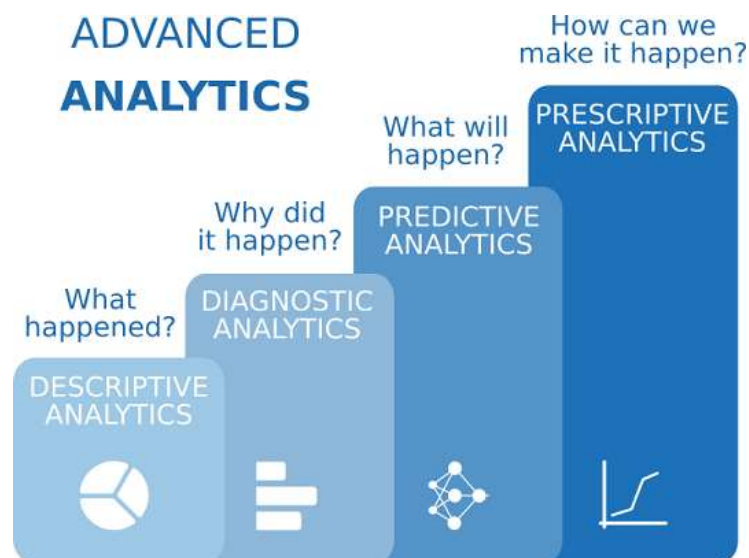 ADVANCED
ANALYTICS
What
happened?
DESCRIPTIVE
ANALYTICS
Why did
it happen?
DIAGNOSTIC
ANALYTICS
What will
happen?
PREDICTIVE
ANALYTICS
How can we
make it happen?
PRESCRIPTIVE
ANALYTICS